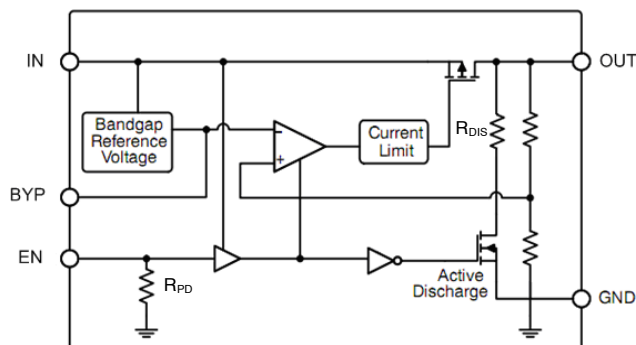 IN
OUT
Bandgap
Reference
Voltage
−
+
Current
Limit
RDIS
BYP
EN
RPD
Active
Discharge
GND